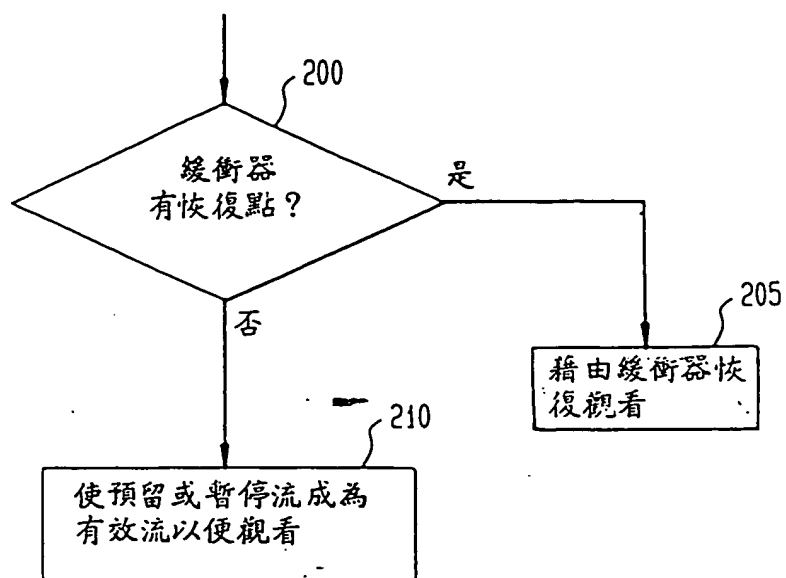 200
緩衝器
有恢復點？
是
205
否
藉由緩衝器恢
復觀看
210
使預留或暫停流成為
有效流以便觀看